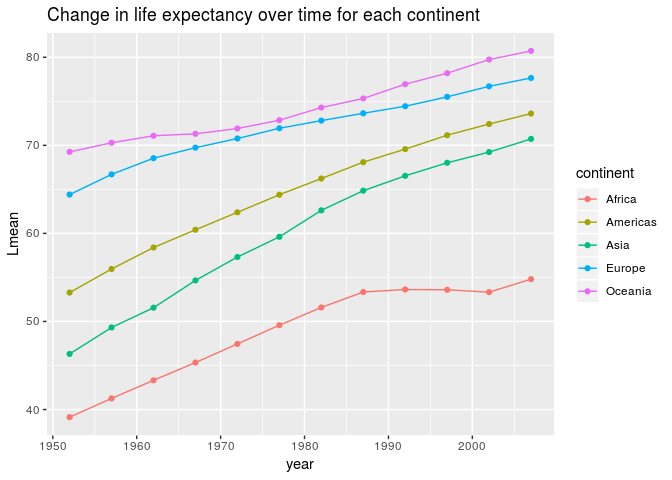 Change in life expectancy over time for each continent
80
70
60
50
40
Lmean
1950
1960
1970
1980
1990
2000
year
continent
Africa
Americas
Asia
Europe
Oceania